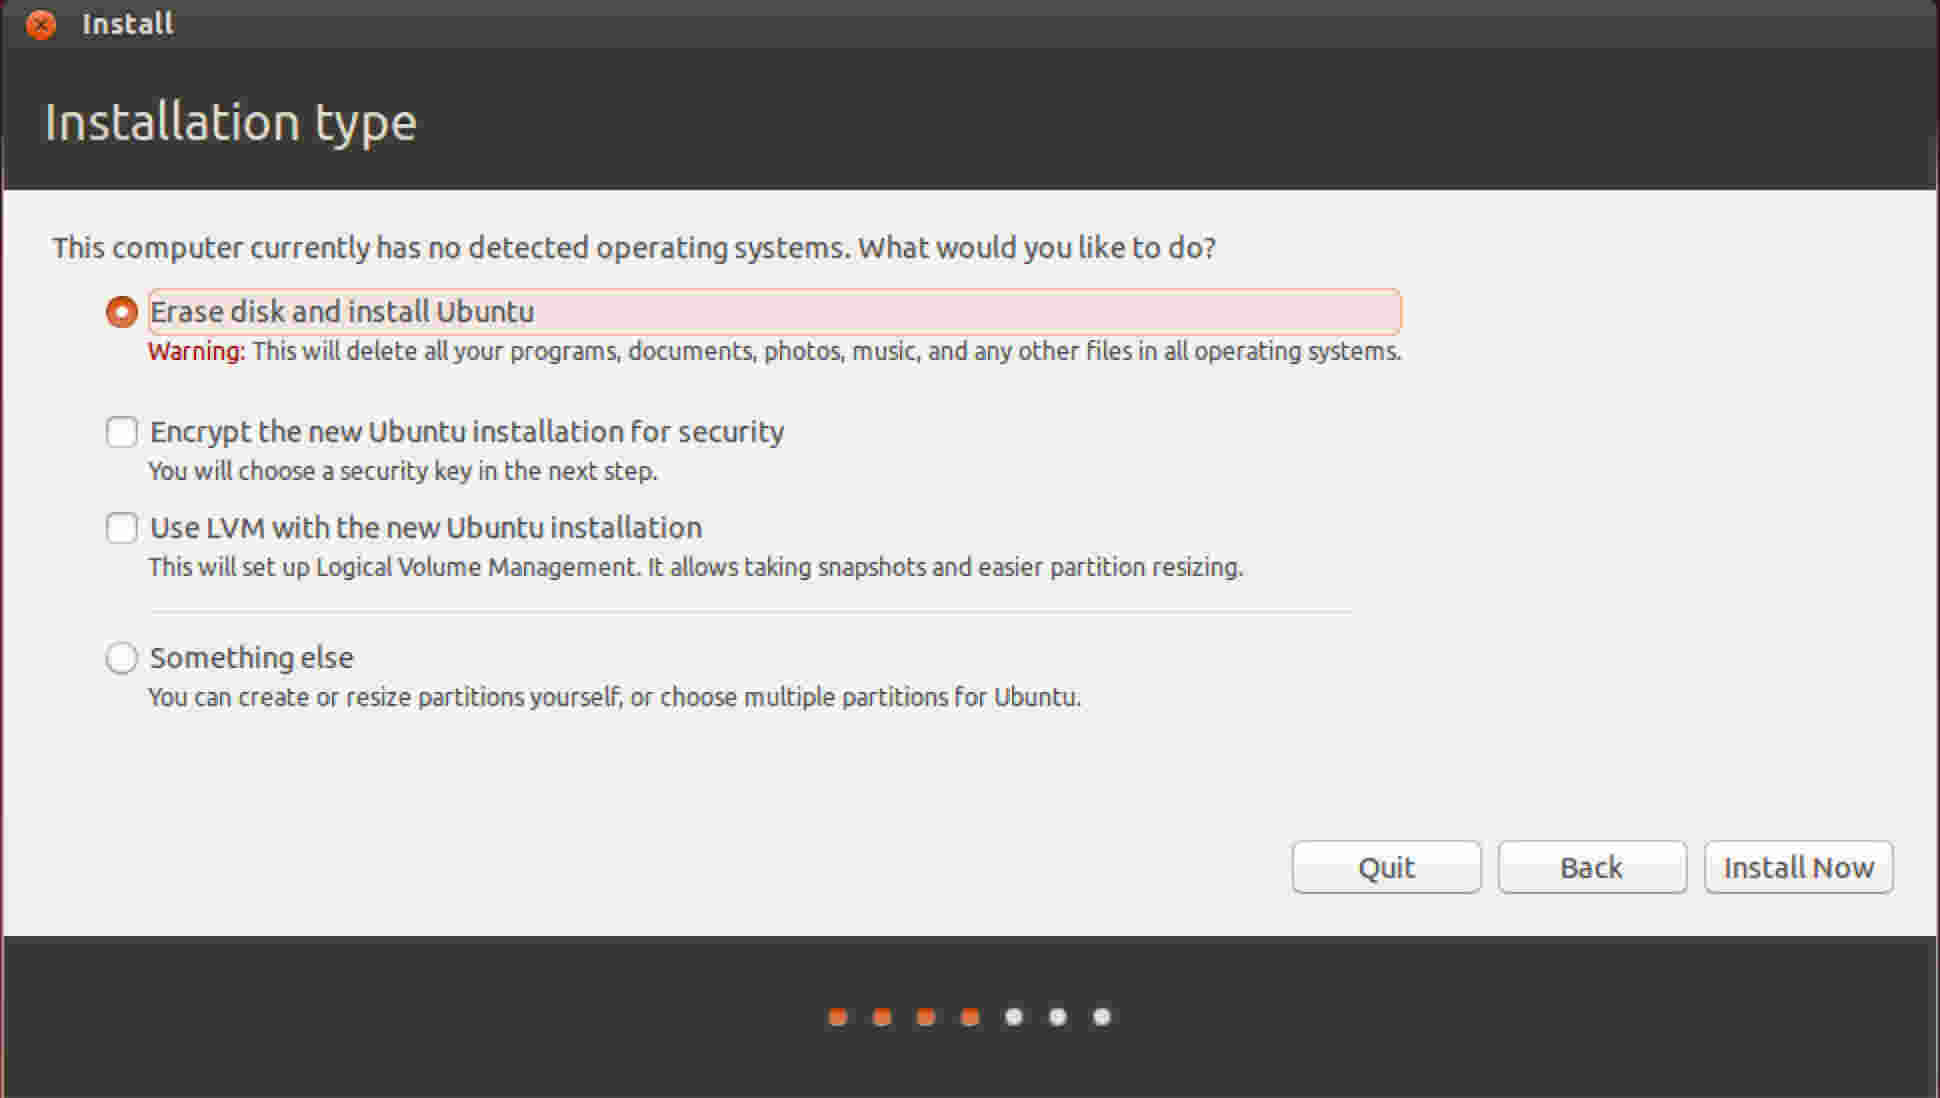 Install
Installation type
This computer currently has no detected operating systems. What would you like to do?
Erase disk and install Ubuntu
Warning: This will delete all your programs, documents, photos, music, and any other files in all operating systems.
Encrypt the new Ubuntu installation for security
You will choose a security key in the next step.
Use LVM with the new Ubuntu installation
This will set up Logical Volume Management. It allows taking snapshots and easier partition resizing.
Something else
You can create or resize partitions yourself, or choose multiple partitions for Ubuntu.
Quit Back Install Now